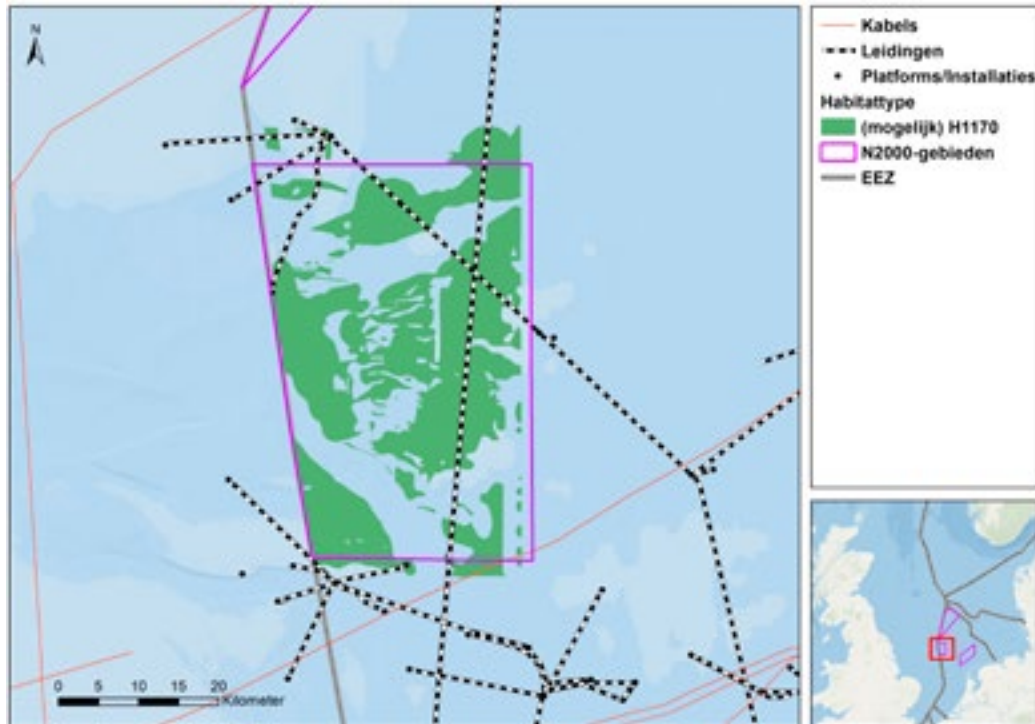 N
Kabels
Leidingen
Platforms/Installaties
Habitattype
(mogelijk) H1170
N2000-gebieden
EEZ
0 5 10 15 20
Kilometer